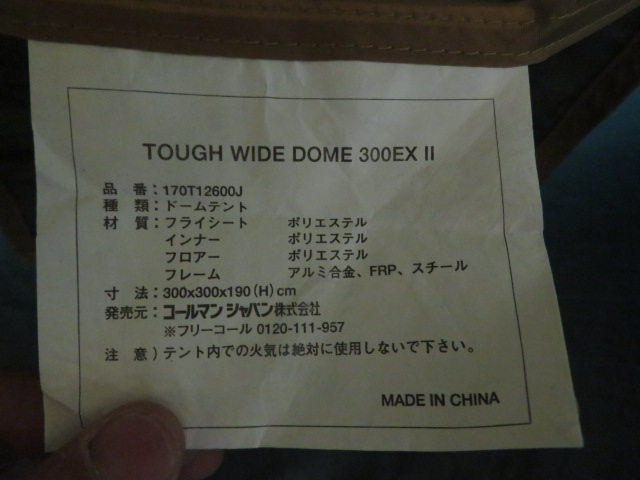 TOUGH WIDE DOME 300EX II
品 番：170T12600J
種 類：ドームテント
材 質：フライシート ポリエステル
インナー ポリエステル
フロアー ポリエステル
フレーム アルミ合金、FRP、スチール
寸 法：300x300x190(H)cm
発売元：コールマン ジャパン株式会社
※フリーコール 0120-111-957
注 意）テント内での火気は絶対に使用しないで下さい。
MADE IN CHINA